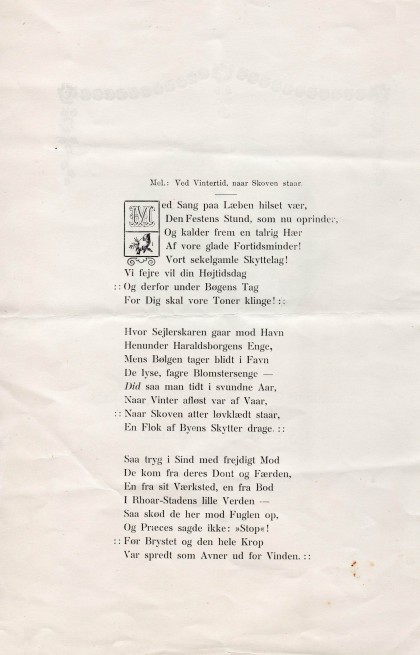 Mel.: Ved Vintertid, naar Skoven staar.
Med Sang paa Læben hilset vær,
Den Festens Stund, som nu oprinder,
Og kalder frem en talrig Hær
Af vore glade Fortidsminder!
Vort sekelgamle Skyttelag!
Vi fejre vil din Højtidsdag
:: Og derfor under Bøgens Tag
For Dig skal vore Toner klinge! ::
Hvor Sejlerskaren gaar mod Havn
Henunder Haraldsborgens Enge,
Mens Bølgen tager blidt i Favn
De lyse, fagre Blomstersenge —
Did saa man tidt i svundne Aar,
Naar Vinter afløst var af Vaar,
:: Naar Skoven atter løvklædt staar,
En Flok af Byens Skytter drage. ::
Saa tryg i Sind med frejdigt Mod
De kom fra deres Dont og Færden,
En fra sit Værksted, en fra Bod
I Rhoar-Stadens lille Verden —
Saa skød de her mod Fuglen op,
Og Præces sagde ikke: »Stop«!
:: Før Brystet og den hele Krop
Var spredt som Avner ud for Vinden. ::